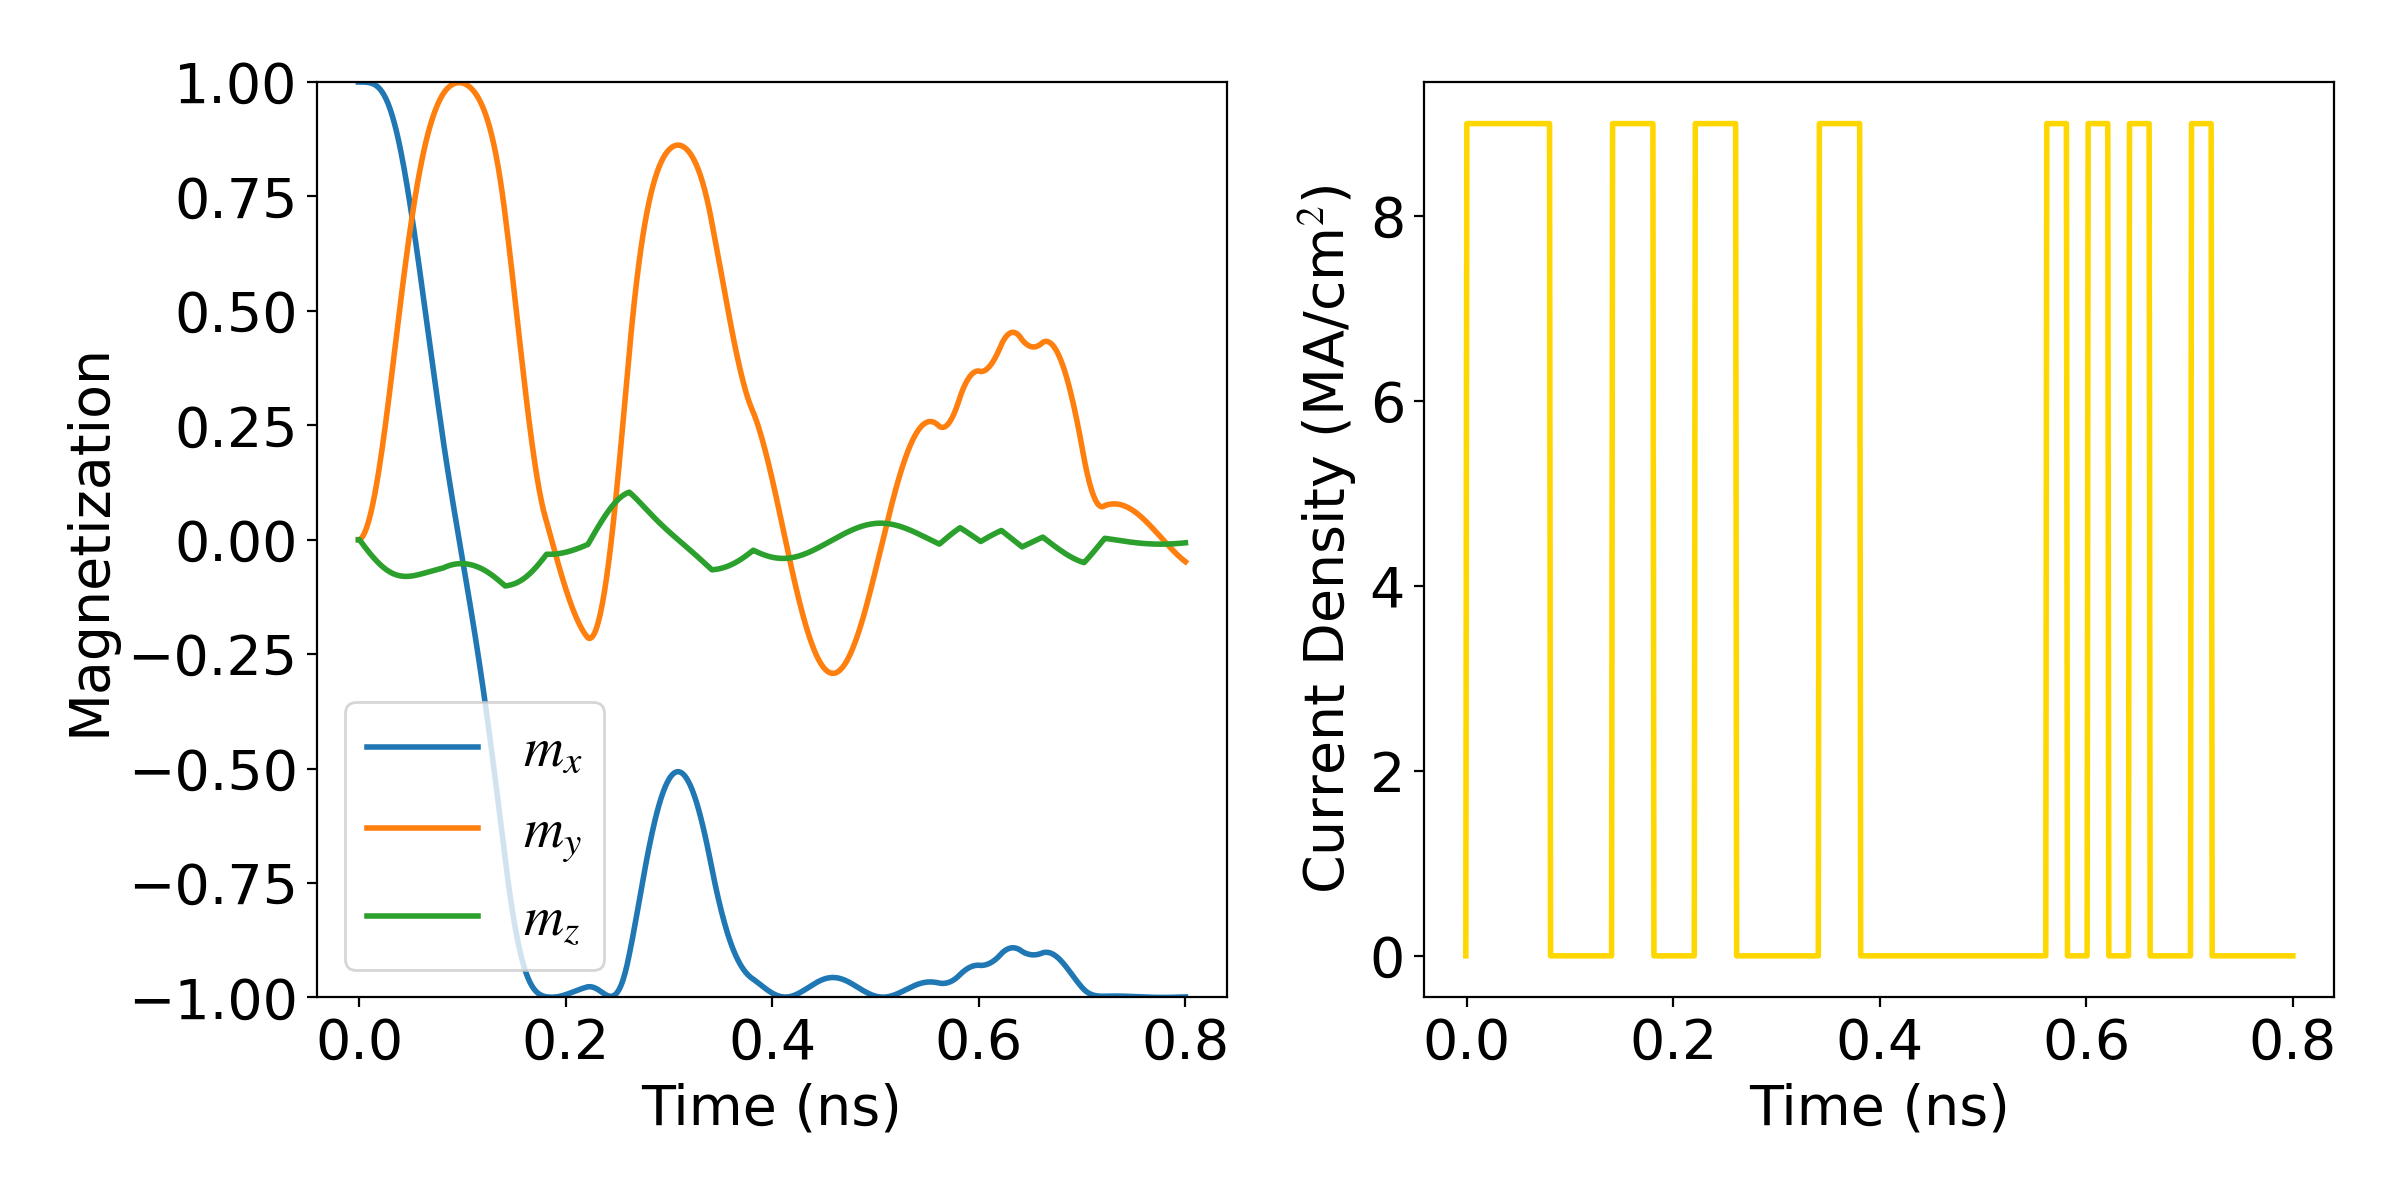 Magnetization
1.00
0.75
0.50
0.25
0.00
−0.25
−0.50
−0.75
−1.00
m_x
m_y
m_z
0.0 0.2 0.4 0.6 0.8
Time (ns)
Current Density (MA/cm²)
8
6
4
2
0
0.0 0.2 0.4 0.6 0.8
Time (ns)